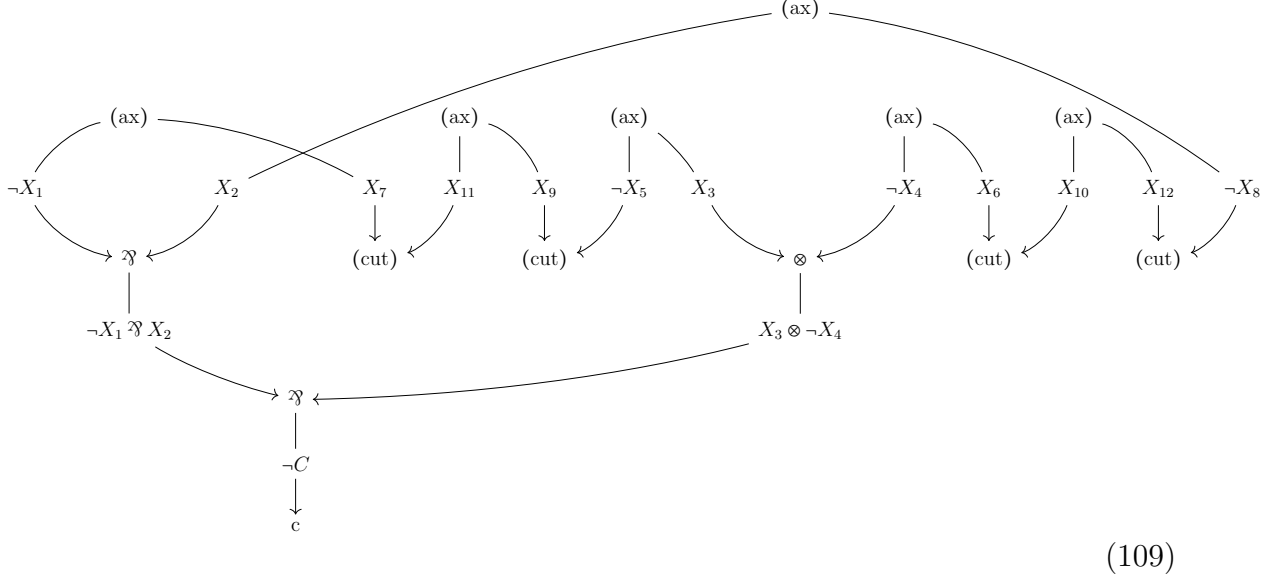 (ax)
(ax) (ax) (ax) (ax) (ax)
¬X₁ X₂ X₇ X₁₁ X₉ ¬X₅ X₃ ¬X₄ X₆ X₁₀ X₁₂ ¬X₈
⅋ (cut) (cut) ⊗ (cut) (cut)
¬X₁ ⅋ X₂ X₃ ⊗ ¬X₄
⅋
¬C
c
(109)